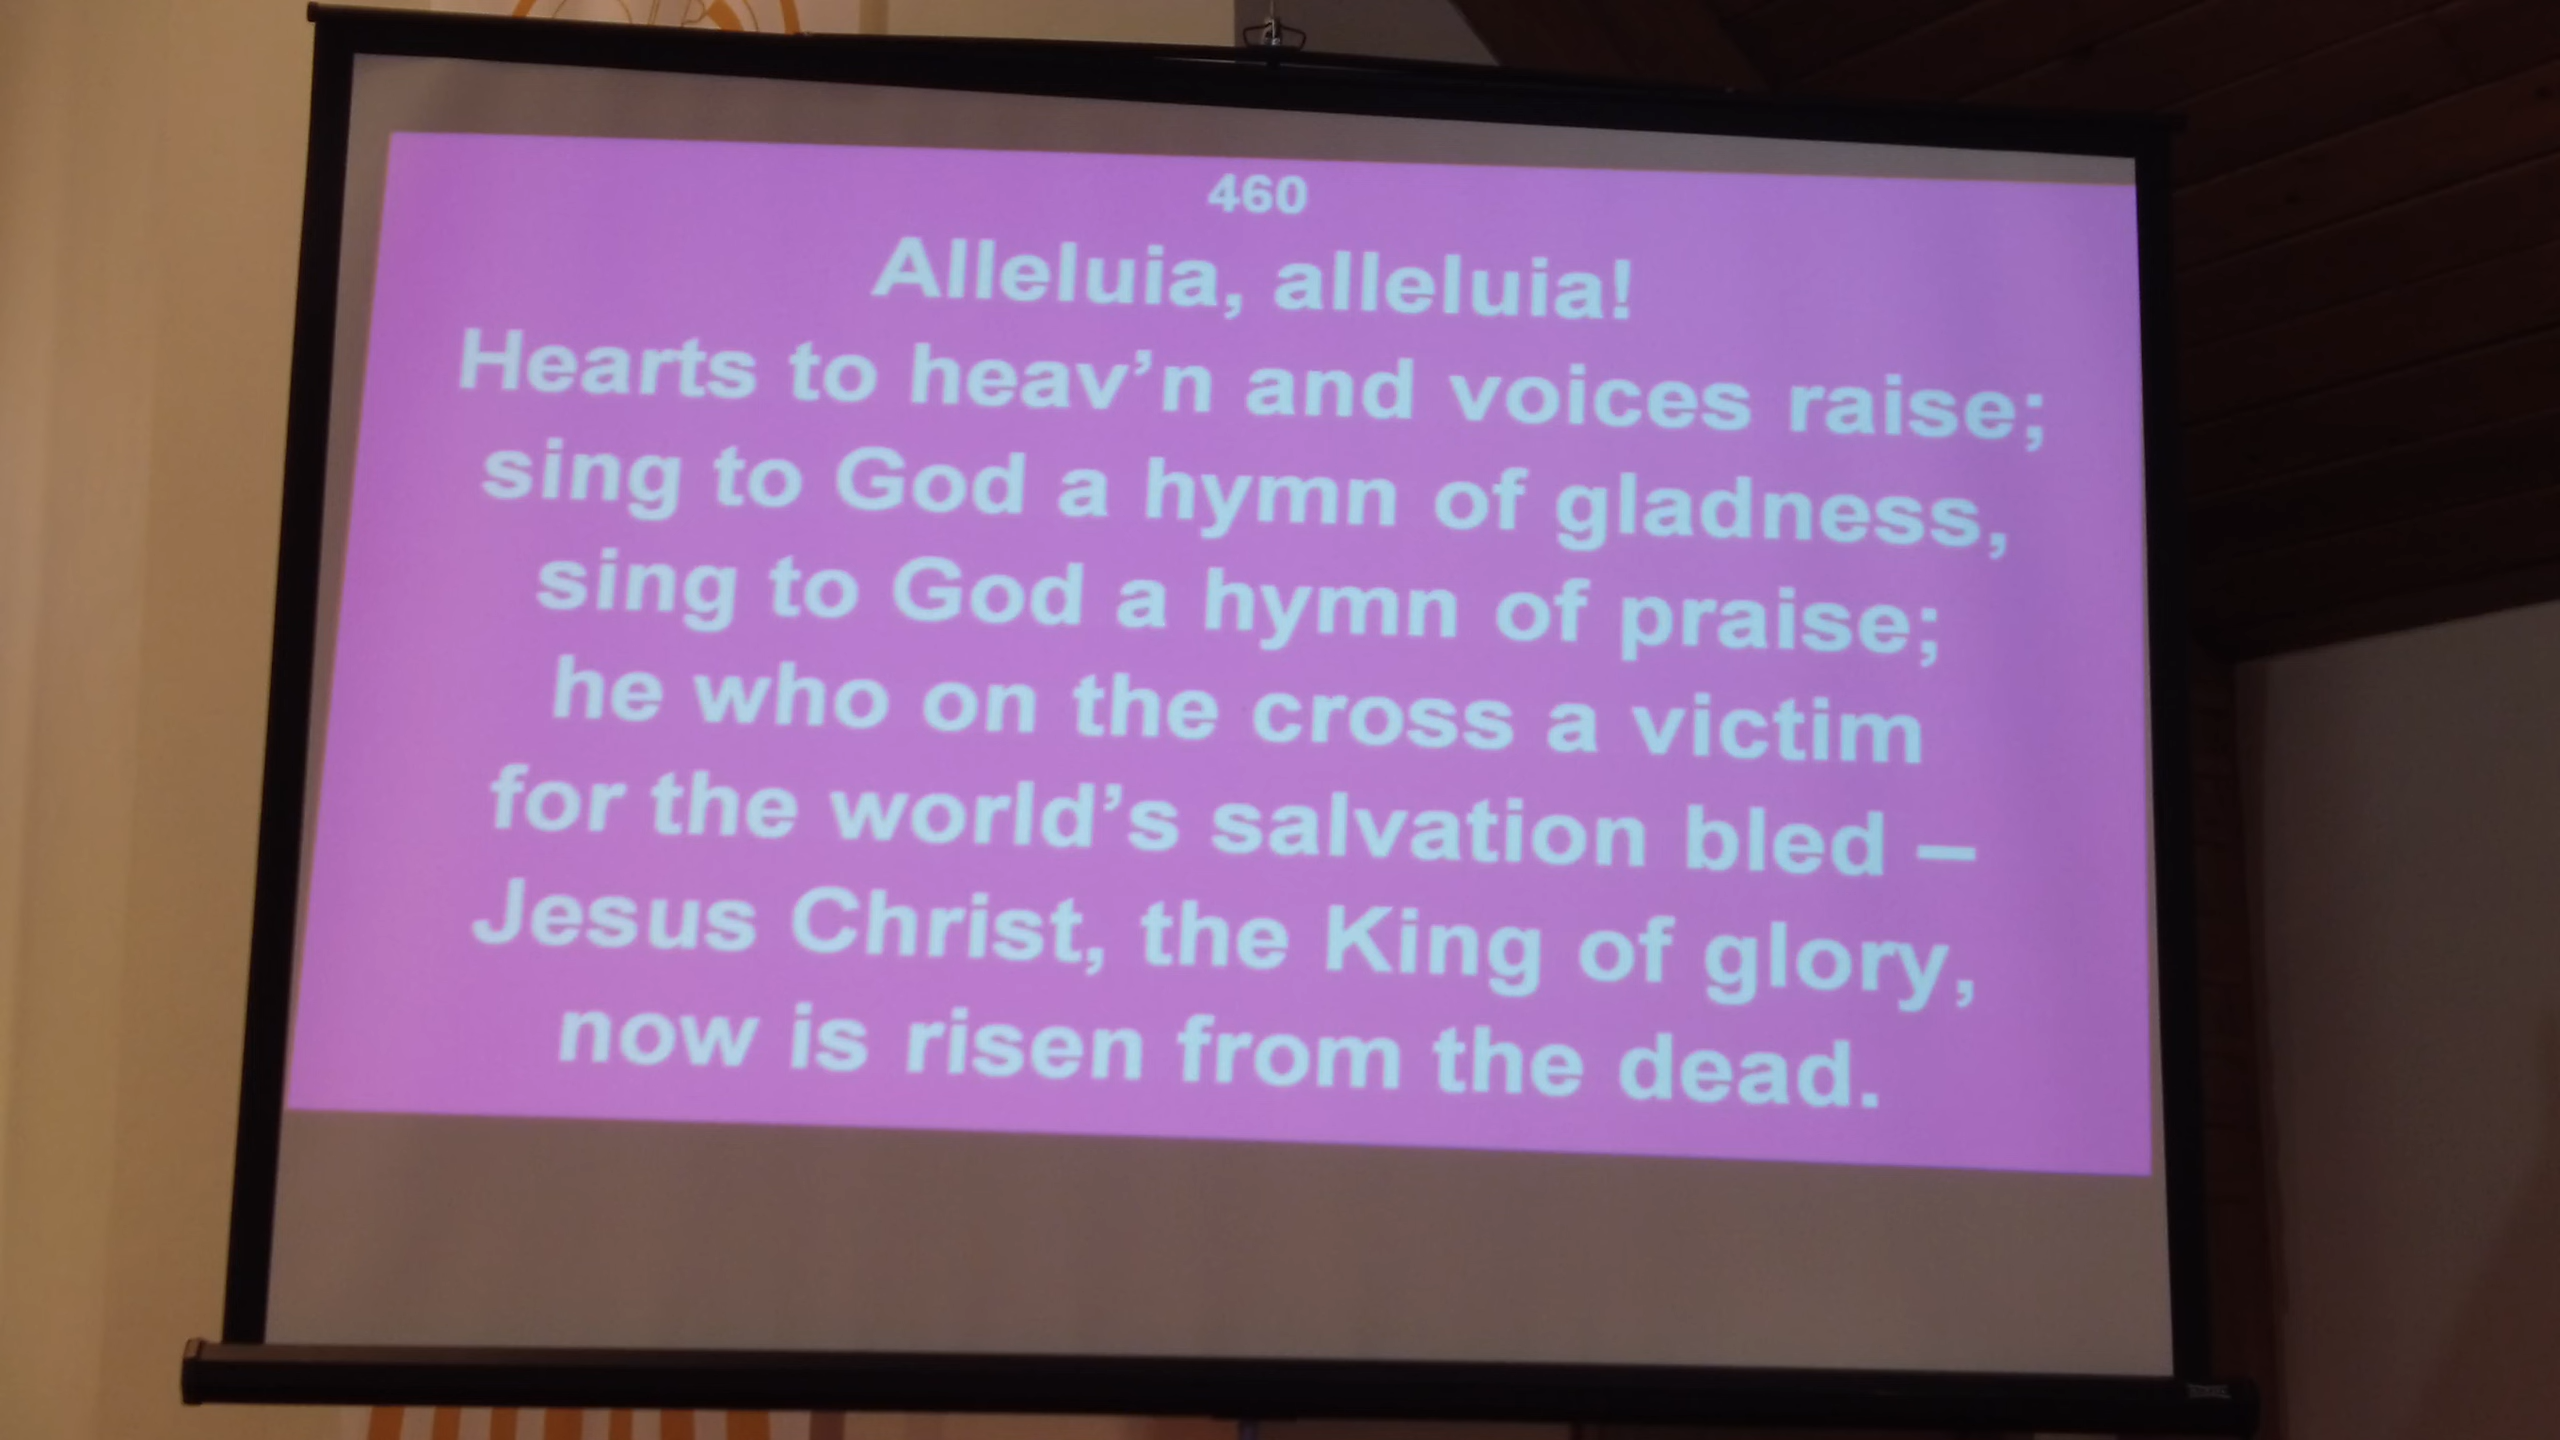 460
Alleluia, alleluia!
Hearts to heav’n and voices raise;
sing to God a hymn of gladness,
sing to God a hymn of praise;
he who on the cross a victim
for the world’s salvation bled –
Jesus Christ, the King of glory,
now is risen from the dead.